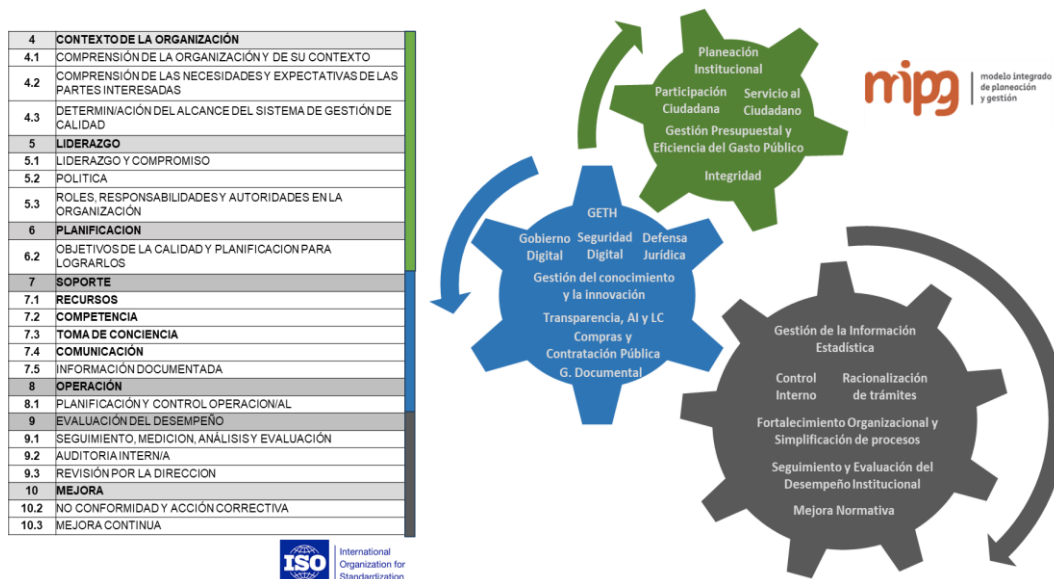 4 CONTEXTO DE LA ORGANIZACIÓN
4.1 COMPRENSIÓN DE LA ORGANIZACIÓN Y DE SU CONTEXTO
4.2 COMPRENSIÓN DE LAS NECESIDADES Y EXPECTATIVAS DE LAS
PARTES INTERESADAS
4.3 DETERMIN/ACIÓN DEL ALCANCE DEL SISTEMA DE GESTIÓN DE
CALIDAD
5 LIDERAZGO
5.1 LIDERAZGO Y COMPROMISO
5.2 POLITICA
5.3 ROLES, RESPONSABILIDADES Y AUTORIDADES EN LA
ORGANIZACIÓN
6 PLANIFICACION
6.2 OBJETIVOS DE LA CALIDAD Y PLANIFICACION PARA
LOGRARLOS
7 SOPORTE
7.1 RECURSOS
7.2 COMPETENCIA
7.3 TOMA DE CONCIENCIA
7.4 COMUNICACIÓN
7.5 INFORMACIÓN DOCUMENTADA
8 OPERACIÓN
8.1 PLANIFICACIÓN Y CONTROL OPERACION/AL
9 EVALUACIÓN DEL DESEMPEÑO
9.1 SEGUIMIENTO, MEDICION, ANÁLISIS Y EVALUACIÓN
9.2 AUDITORIA INTERN/A
9.3 REVISIÓN POR LA DIRECCION
10 MEJORA
10.2 NO CONFORMIDAD Y ACCIÓN CORRECTIVA
10.3 MEJORA CONTINUA
ISO
International
Organization for
Standardization
Planeación
Institucional
Participación Servicio al
Ciudadana Ciudadano
Gestión Presupuestal y
Eficiencia del Gasto Público
Integridad
mipg
modelo integrado
de planeación
y gestión
GETH
Gobierno Seguridad Defensa
Digital Digital Jurídica
Gestión del conocimiento
y la innovación
Transparencia, AI y LC
Compras y
Contratación Pública
G. Documental
Gestión de la Información
Estadística
Control Racionalización
Interno de trámites
Fortalecimiento Organizacional y
Simplificación de procesos
Seguimiento y Evaluación del
Desempeño Institucional
Mejora Normativa